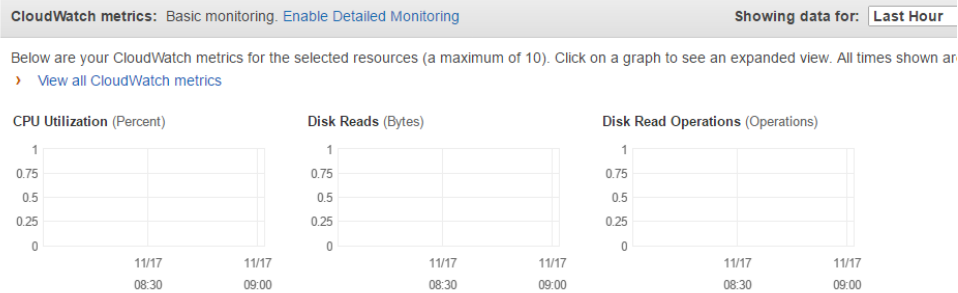 CloudWatch metrics: Basic monitoring. Enable Detailed Monitoring Showing data for: Last Hour
Below are your CloudWatch metrics for the selected resources (a maximum of 10). Click on a graph to see an expanded view. All times shown ar
› View all CloudWatch metrics
CPU Utilization (Percent) Disk Reads (Bytes) Disk Read Operations (Operations)
1 1 1
0.75 0.75 0.75
0.5 0.5 0.5
0.25 0.25 0.25
0 0 0
11/17 11/17 11/17 11/17 11/17 11/17
08:30 09:00 08:30 09:00 08:30 09:00